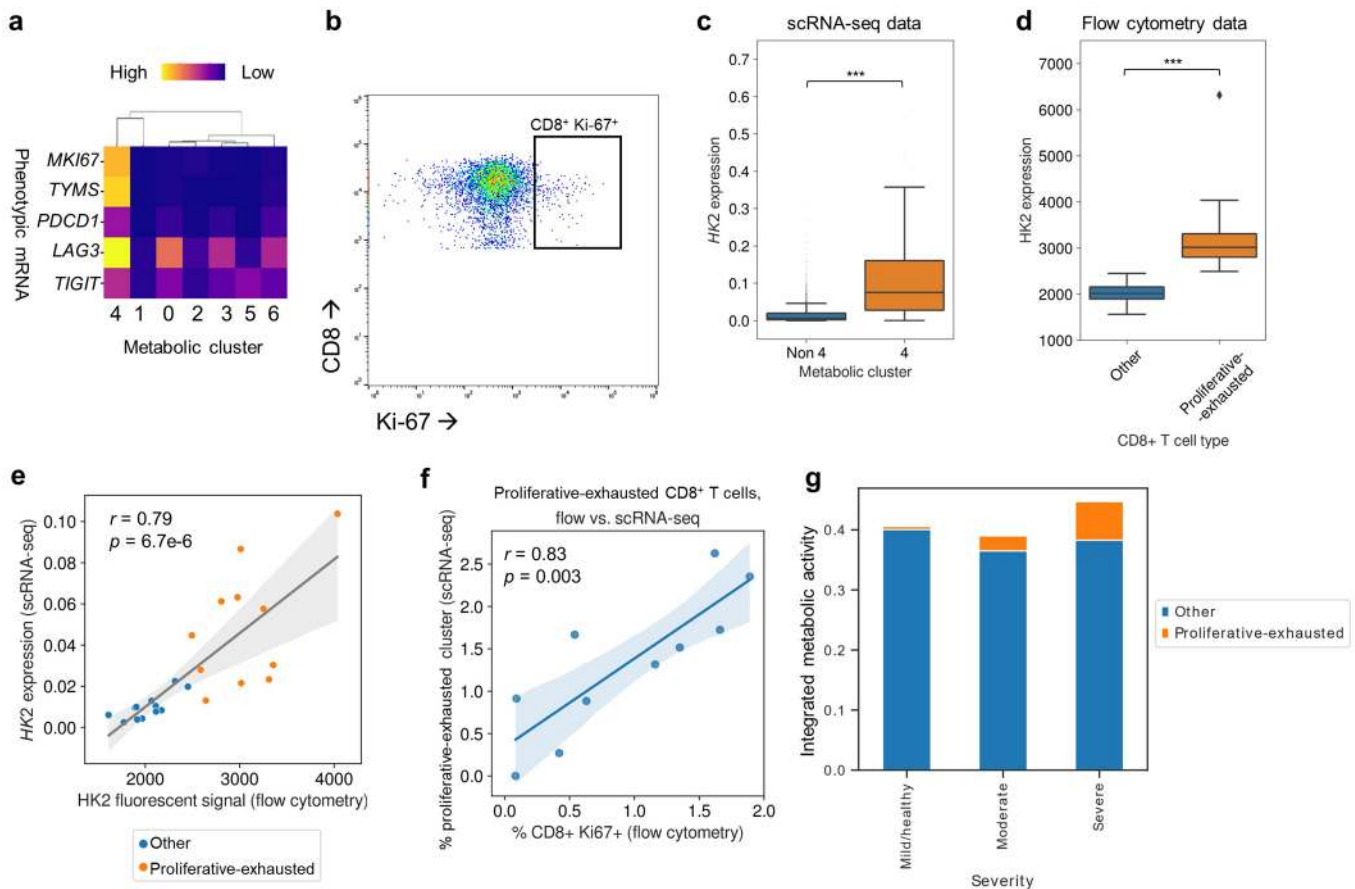 a
High Low
Phenotypic mRNA
MKI67
TYMS
PDCD1
LAG3
TIGIT
4 1 0 2 3 5 6
Metabolic cluster
b
CD8+ Ki-67+
CD8 →
Ki-67 →
c
scRNA-seq data
***
HK2 expression
0.7
0.6
0.5
0.4
0.3
0.2
0.1
0.0
Non 4 4
Metabolic cluster
d
Flow cytometry data
***
HK2 expression
7000
6000
5000
4000
3000
2000
1000
Other
Proliferative-
-exhausted
CD8+ T cell type
e
r = 0.79
p = 6.7e-6
HK2 expression (scRNA-seq)
0.10
0.08
0.06
0.04
0.02
0.00
2000 3000 4000
HK2 fluorescent signal (flow cytometry)
Other
Proliferative-exhausted
f
Proliferative-exhausted CD8+ T cells,
flow vs. scRNA-seq
r = 0.83
p = 0.003
% proliferative-exhausted cluster (scRNA-seq)
2.5
2.0
1.5
1.0
0.5
0.0
0.0 0.5 1.0 1.5 2.0
% CD8+ Ki67+ (flow cytometry)
g
Integrated metabolic activity
0.4
0.3
0.2
0.1
0.0
Mild/healthy
Moderate
Severe
Severity
Other
Proliferative-exhausted